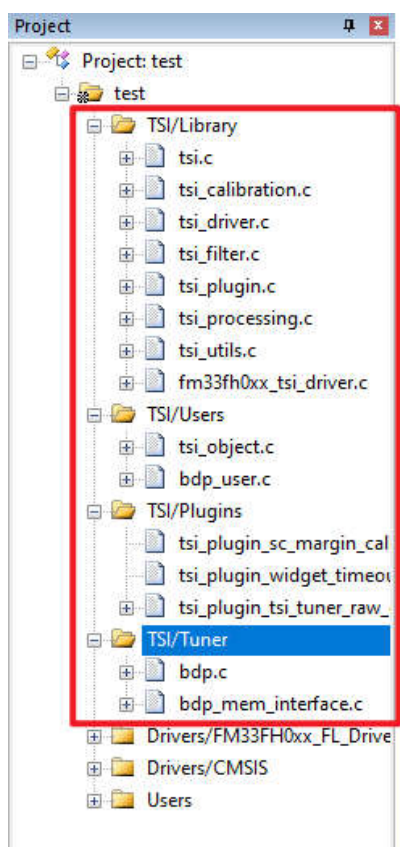 Project
Project: test
test
TSI/Library
tsi.c
tsi_calibration.c
tsi_driver.c
tsi_filter.c
tsi_plugin.c
tsi_processing.c
tsi_utils.c
fm33fh0xx_tsi_driver.c
TSI/Users
tsi_object.c
bdp_user.c
TSI/Plugins
tsi_plugin_sc_margin_cal
tsi_plugin_widget_timeou
tsi_plugin_tsi_tuner_raw_
TSI/Tuner
bdp.c
bdp_mem_interface.c
Drivers/FM33FH0xx_FL_Drive
Drivers/CMSIS
Users